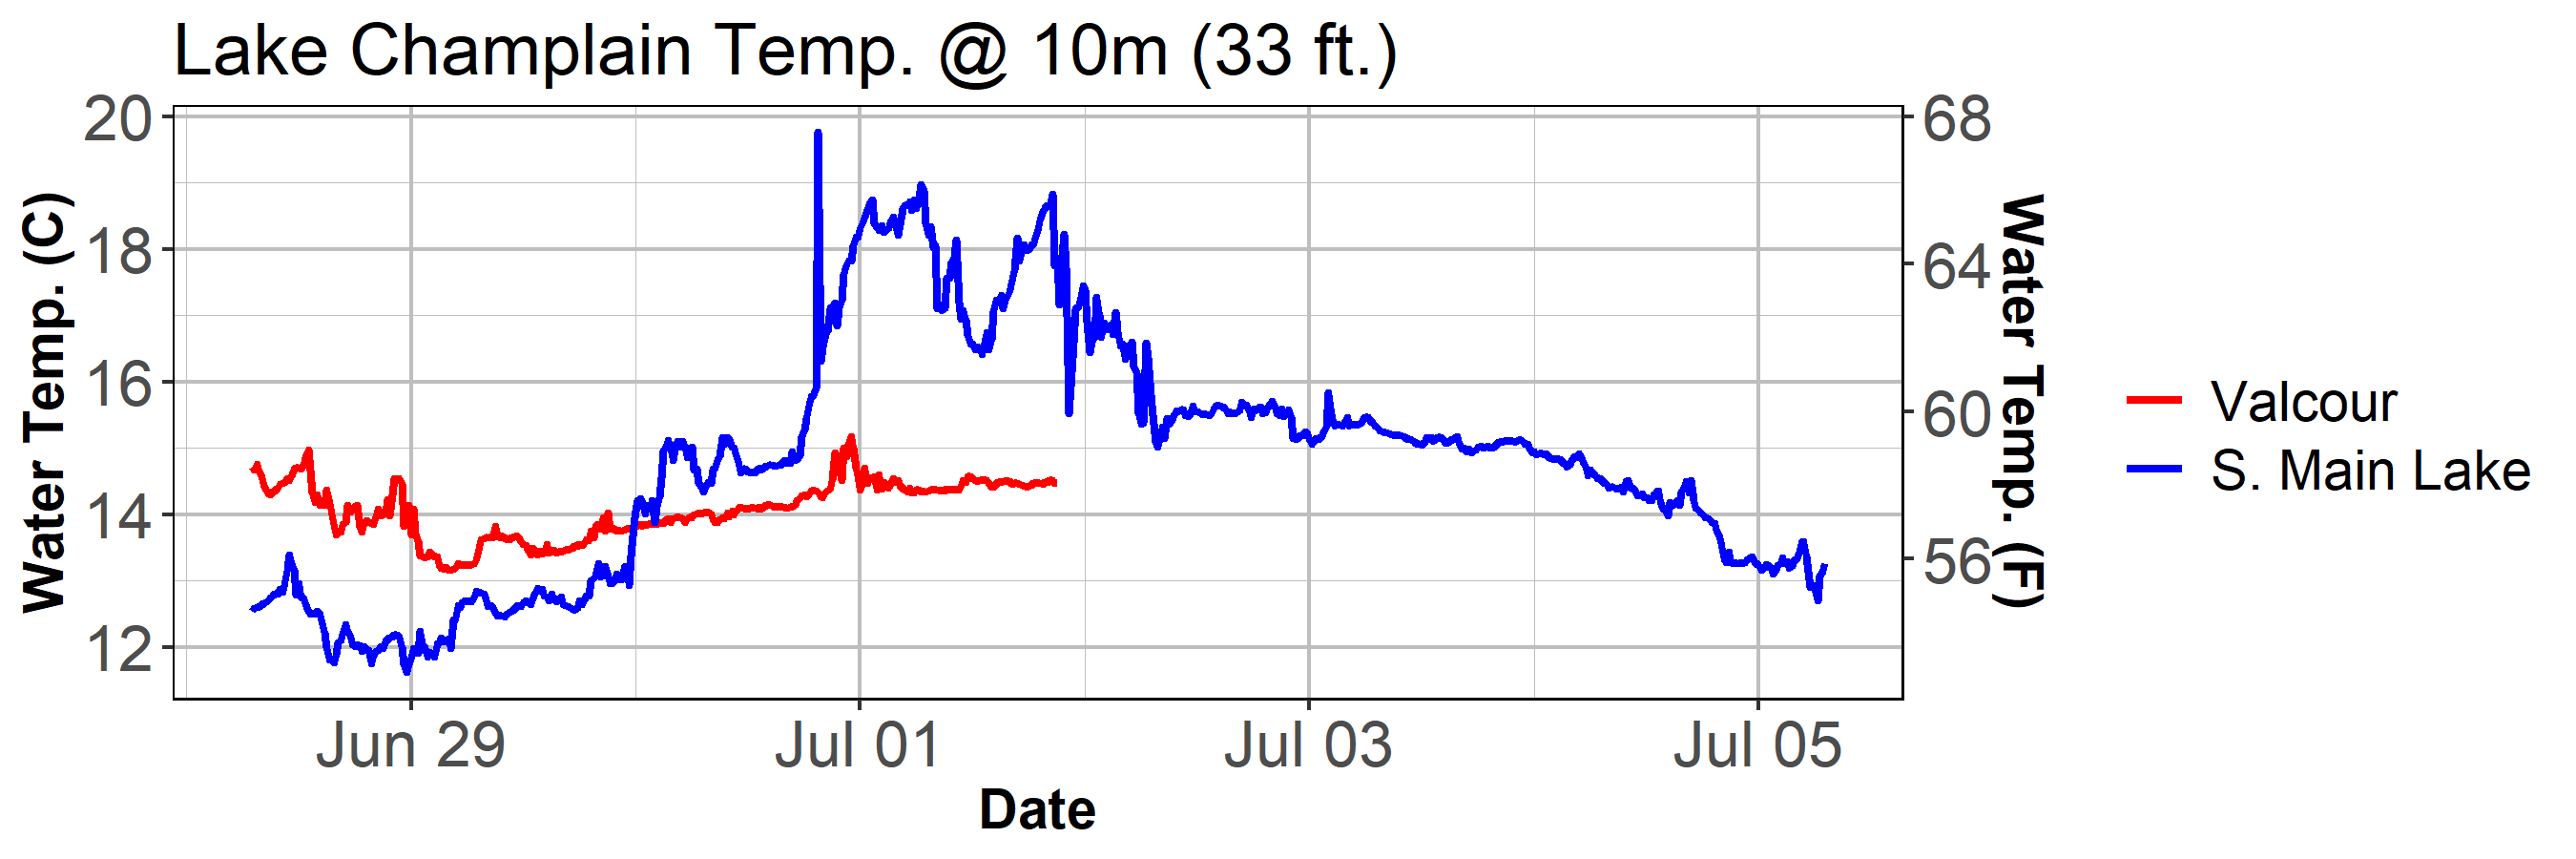 Lake Champlain Temp. @ 10m (33 ft.)
Water Temp. (C)
20
18
16
14
12
68
64
60
56
Water Temp. (F)
Jun 29
Jul 01
Jul 03
Jul 05
Date
Valcour
S. Main Lake